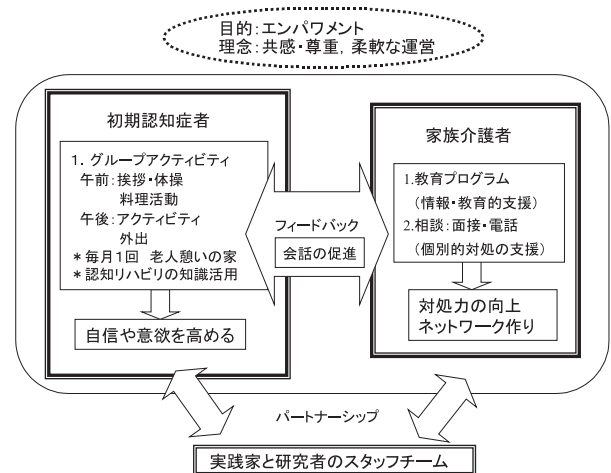 目的:エンパワメント
理念:共感・尊重,柔軟な運営
初期認知症者
1. グループアクティビティ
午前:挨拶・体操
料理活動
午後:アクティビティ
外出
*毎月1回 老人憩いの家
*認知リハビリの知識活用
自信や意欲を高める
フィードバック
会話の促進
家族介護者
1.教育プログラム
(情報・教育的支援)
2.相談:面接・電話
(個別的対処の支援)
対処力の向上
ネットワーク作り
パートナーシップ
実践家と研究者のスタッフチーム